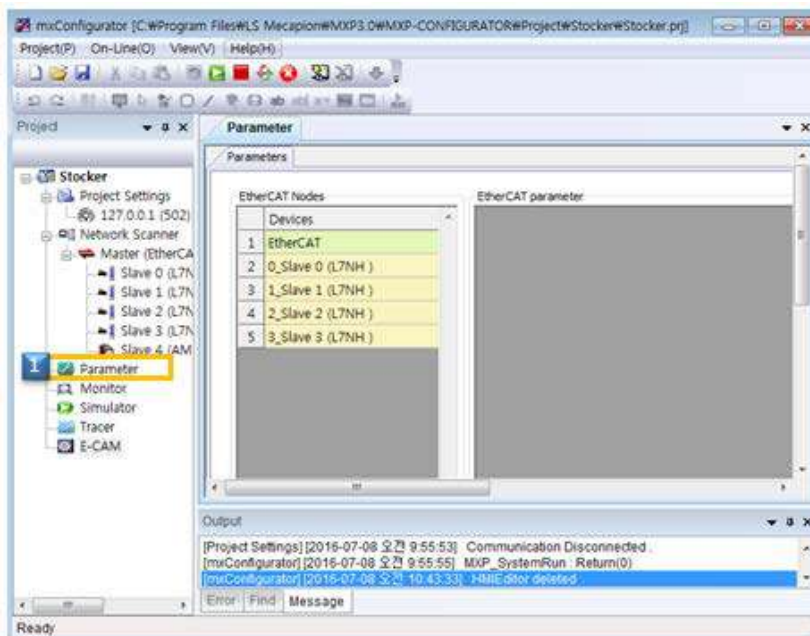 mxConfigurator [C:₩Program Files₩LS Mecapion₩MXP3.0₩MXP-CONFIGURATOR₩Project₩Stocker₩Stocker.prj]
Project(P) On-Line(O) View(V) Help(H)
Project
Parameter
Parameters
Stocker
Project Settings
127.0.0.1 (502)
Network Scanner
Master (EtherCA
Slave 0 (L7N
Slave 1 (L7N
Slave 2 (L7N
Slave 3 (L7N
Slave 4 (AM
1 Parameter
Monitor
Simulator
Tracer
E-CAM
EtherCAT Nodes
Devices
1 EtherCAT
2 0_Slave 0 (L7NH )
3 1_Slave 1 (L7NH )
4 2_Slave 2 (L7NH )
5 3_Slave 3 (L7NH )
EtherCAT parameter
Output
[Project Settings] [2016-07-08 오전 9:55:53] Communication Disconnected .
[mxConfigurator] [2016-07-08 오전 9:55:55] MXP_SystemRun : Return(0)
[mxConfigurator] [2016-07-08 오전 10:43:33] :HMIEditor deleted .
Error Find Message
Ready